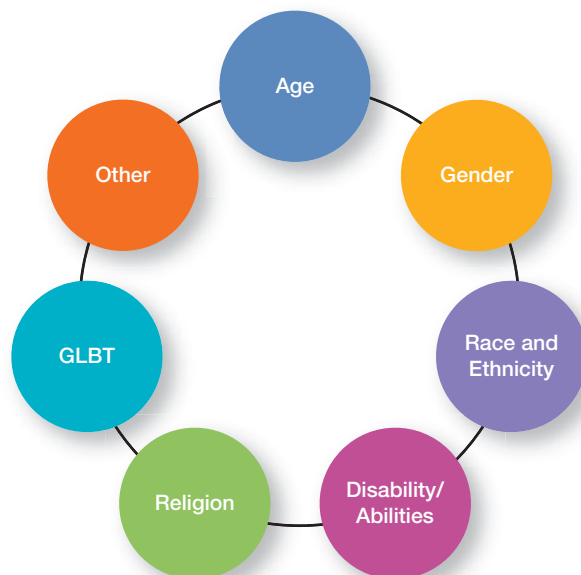 Age
Gender
Race and
Ethnicity
Disability/
Abilities
Religion
GLBT
Other